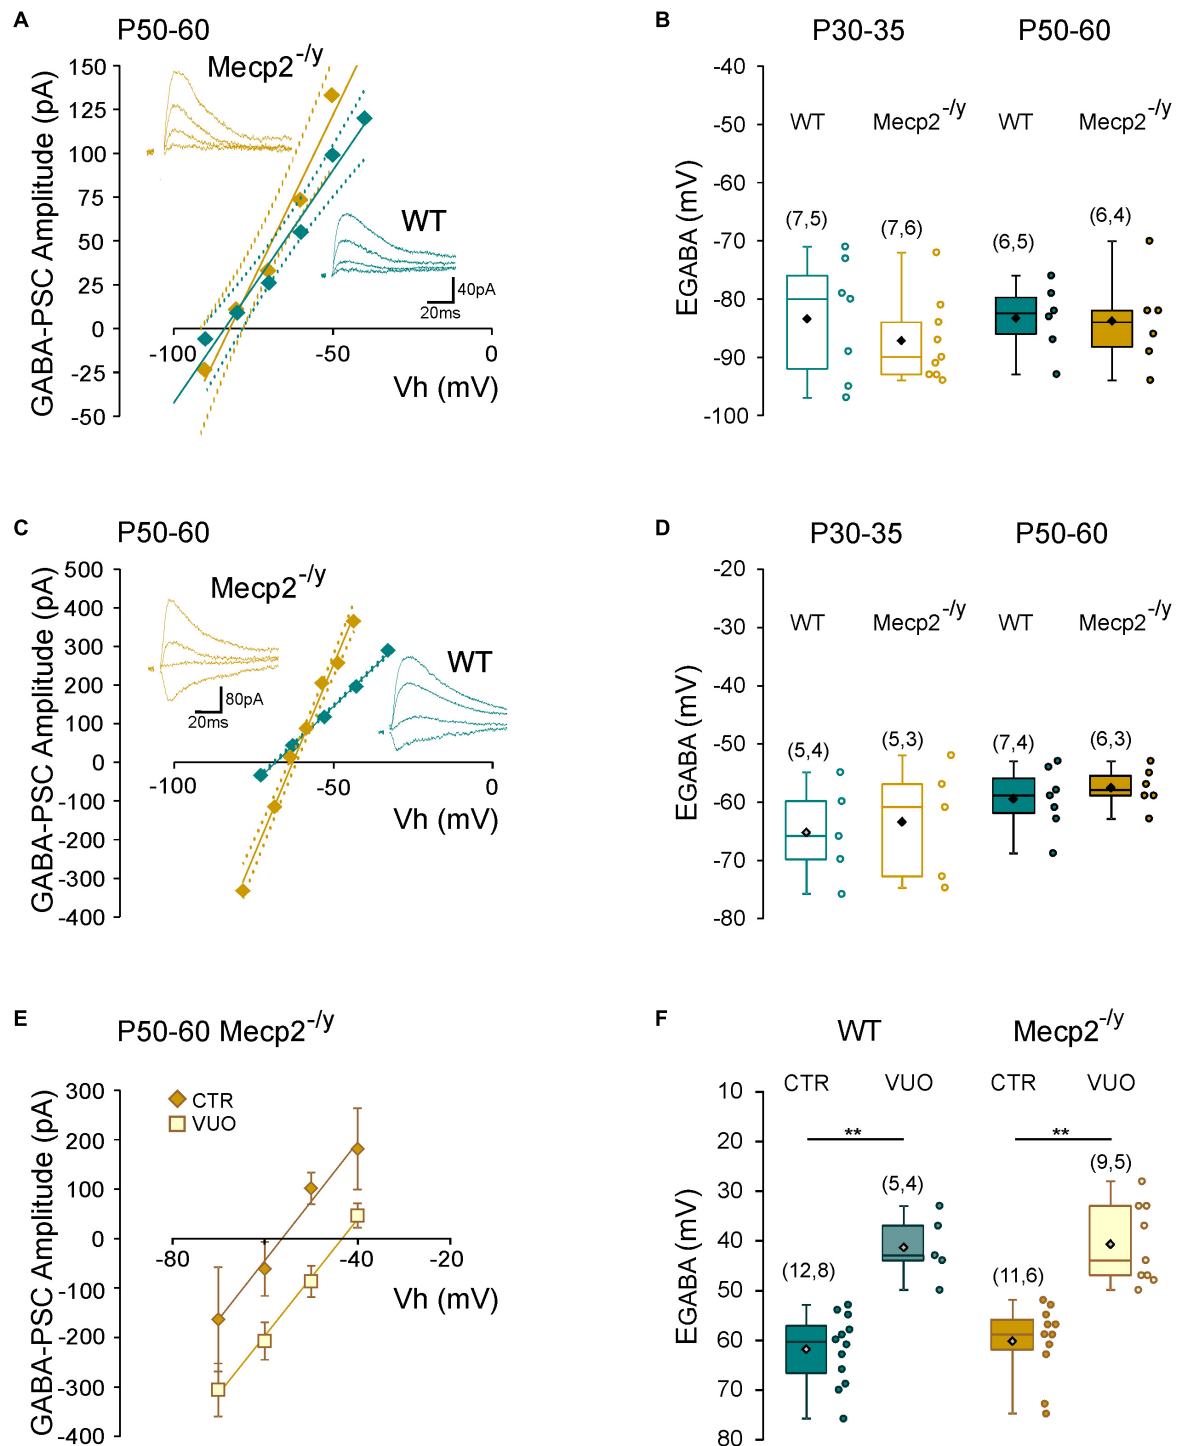 A
P50-60
Mecp2-/y
GABA-PSC Amplitude (pA)
150
125
100
75
50
25
0
-25
-50
-100
-50
0
Vh (mV)
WT
40pA
20ms
B
P30-35
P50-60
EGABA (mV)
-40
-50
-60
-70
-80
-90
-100
WT
Mecp2-/y
WT
Mecp2-/y
(7,5)
(7,6)
(6,5)
(6,4)
C
P50-60
Mecp2-/y
GABA-PSC Amplitude (pA)
500
400
300
200
100
0
-100
-200
-300
-400
-100
-50
0
Vh (mV)
WT
80pA
20ms
D
P30-35
P50-60
EGABA (mV)
-20
-30
-40
-50
-60
-70
-80
WT
Mecp2-/y
WT
Mecp2-/y
(5,4)
(5,3)
(7,4)
(6,3)
E
P50-60 Mecp2-/y
CTR
VUO
GABA-PSC Amplitude (pA)
300
200
100
0
-100
-200
-300
-400
-80
-60
-40
-20
Vh (mV)
F
WT
Mecp2-/y
CTR
VUO
CTR
VUO
EGABA (mV)
10
20
30
40
50
60
70
80
**
**
(12,8)
(5,4)
(11,6)
(9,5)